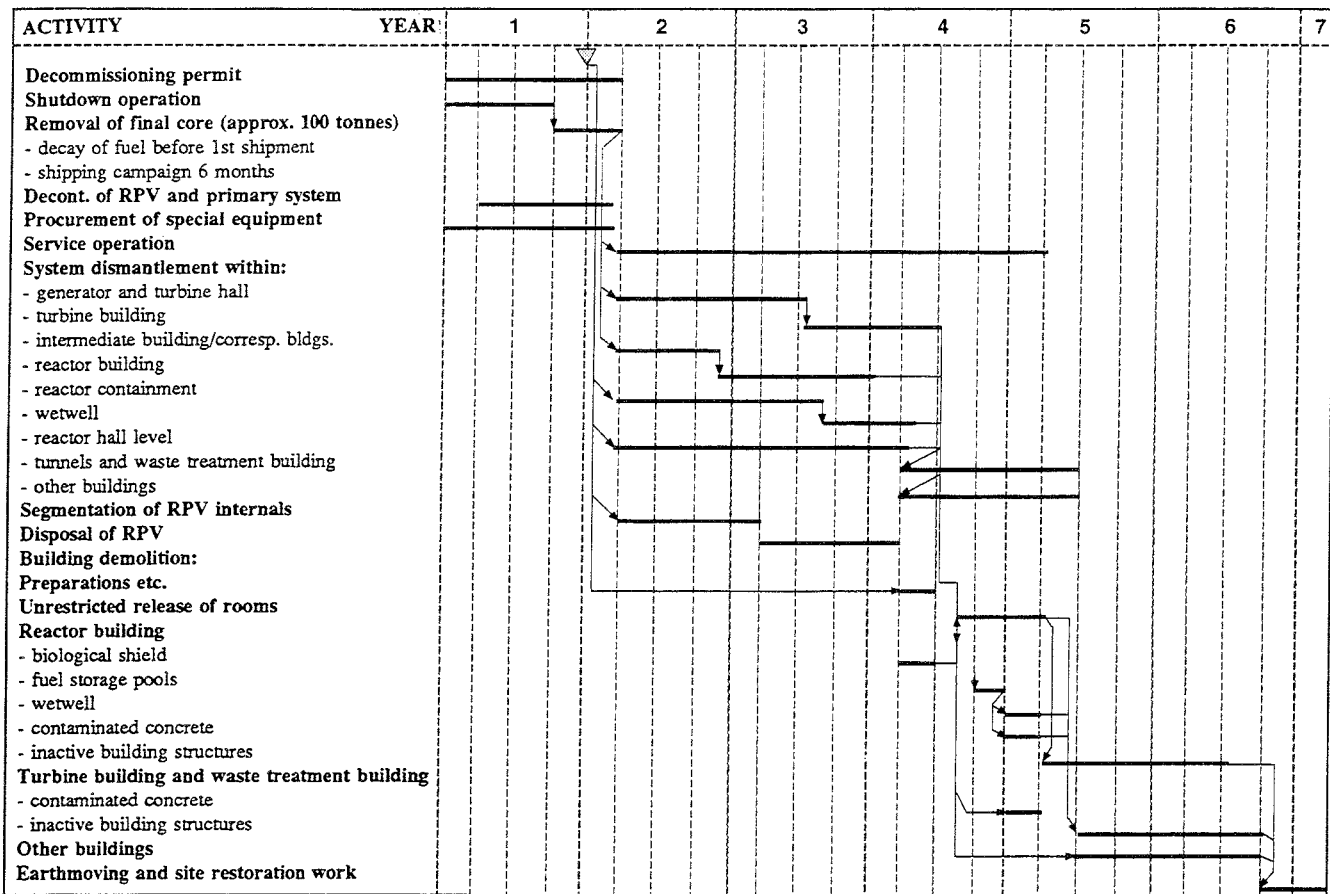 ACTIVITY YEAR 1 2 3 4 5 6 7
Decommissioning permit
Shutdown operation
Removal of final core (approx. 100 tonnes)
- decay of fuel before 1st shipment
- shipping campaign 6 months
Decont. of RPV and primary system
Procurement of special equipment
Service operation
System dismantlement within:
- generator and turbine hall
- turbine building
- intermediate building/corresp. bldgs.
- reactor building
- reactor containment
- wetwell
- reactor hall level
- tunnels and waste treatment building
- other buildings
Segmentation of RPV internals
Disposal of RPV
Building demolition:
Preparations etc.
Unrestricted release of rooms
Reactor building
- biological shield
- fuel storage pools
- wetwell
- contaminated concrete
- inactive building structures
Turbine building and waste treatment building
- contaminated concrete
- inactive building structures
Other buildings
Earthmoving and site restoration work